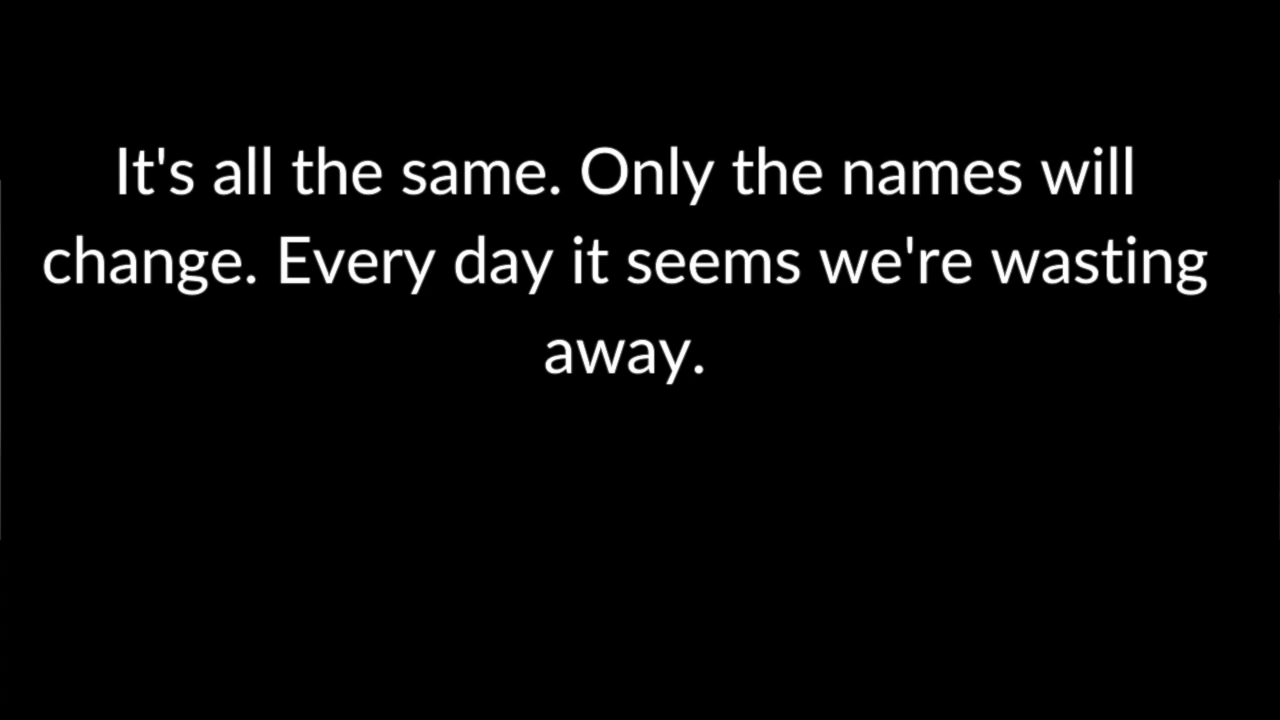 It's all the same. Only the names will
change. Every day it seems we're wasting
away.